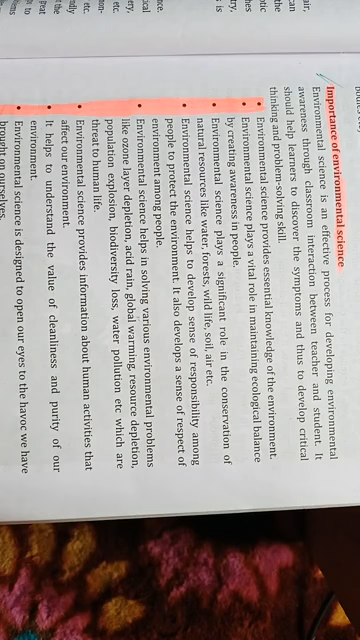 Importance of environmental science
Environmental science is an effective process for developing environmental
awareness through classroom interaction between teacher and student. It
should help learners to discover the symptoms and thus to develop critical
thinking and problem-solving skill.
• Environmental science provides essential knowledge of the environment.
• Environmental science plays a vital role in maintaining ecological balance
by creating awareness in people.
• Environmental science plays a significant role in the conservation of
natural resources like water, forests, wild life, soil, air etc.
• Environmental science helps to develop sense of responsibility among
people to protect the environment. It also develops a sense of respect of
environment among people.
• Environmental science helps in solving various environmental problems
like ozone layer depletion, acid rain, global warming, resource depletion,
population explosion, biodiversity loss, water pollution etc which are
threat to human life.
• Environmental science provides information about human activities that
affect our environment.
• It helps to understand the value of cleanliness and purity of our
environment.
• Environmental science is designed to open our eyes to the havoc we have
brought on ourselves.